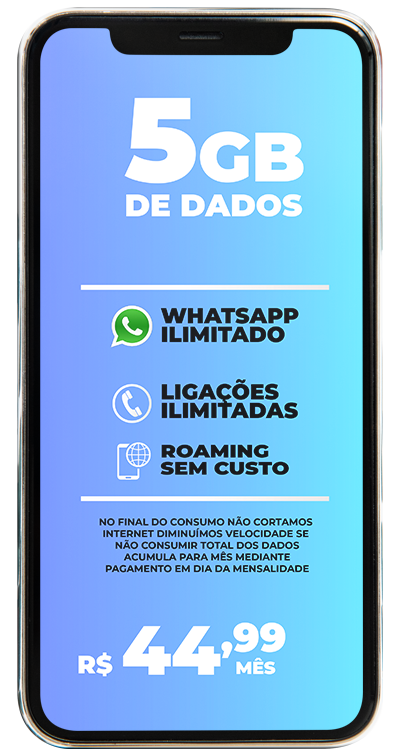 5GB
DE DADOS
WHATSAPP
ILIMITADO
LIGAÇÕES
ILIMITADAS
ROAMING
SEM CUSTO
NO FINAL DO CONSUMO NÃO CORTAMOS
INTERNET DIMINUÍMOS VELOCIDADE SE
NÃO CONSUMIR TOTAL DOS DADOS
ACUMULA PARA MÊS MEDIANTE
PAGAMENTO EM DIA DA MENSALIDADE
R$ 44,99
MÊS